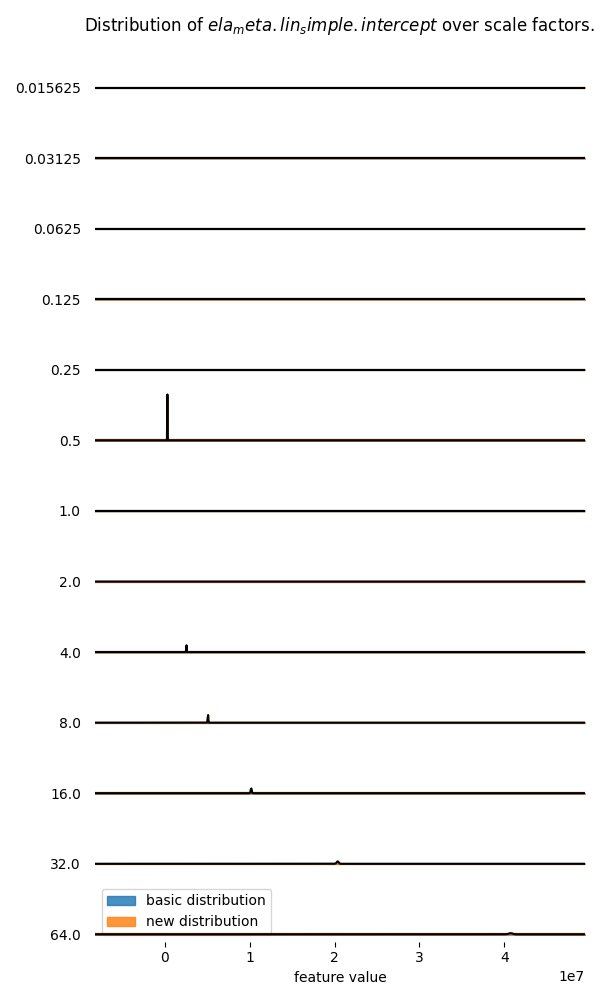 Distribution of elaₘeta.linₛimple.intercept over scale factors.
0.015625
0.03125
0.0625
0.125
0.25
0.5
1.0
2.0
4.0
8.0
16.0
32.0
64.0
basic distribution
new distribution
0 1 2 3 4
feature value
1e7